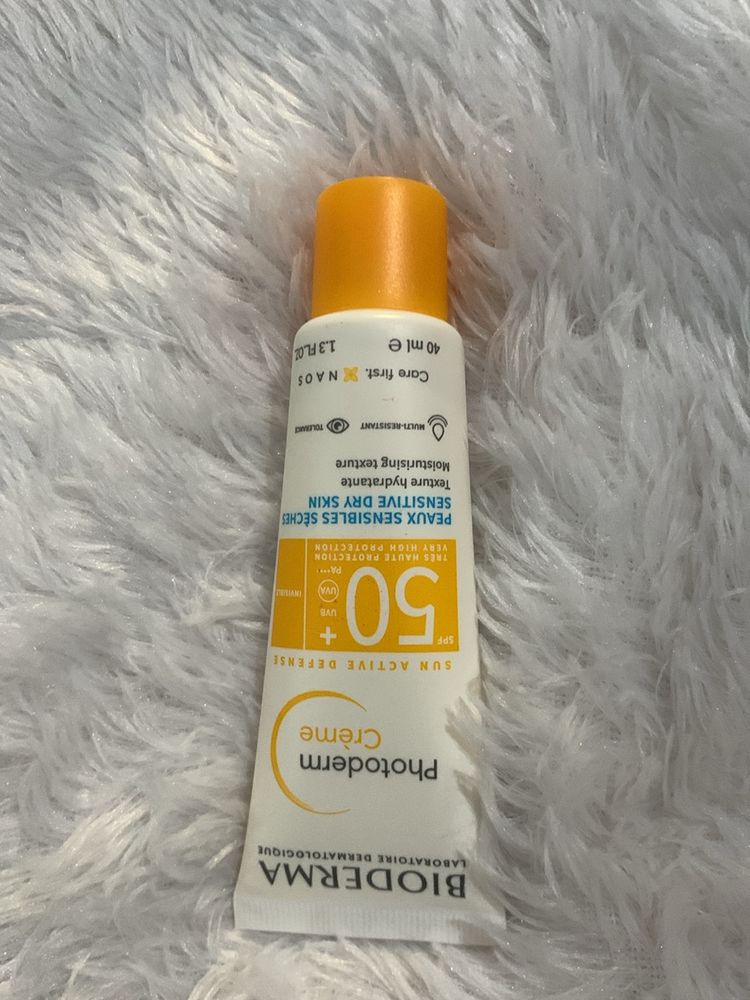 BIODERMA
LABORATOIRE DERMATOLOGIQUE
Photoderm
Crème
SUN ACTIVE DEFENSE
SPF 50+ UVB UVA PA++++ INVISIBLE
TRÈS HAUTE PROTECTION
VERY HIGH PROTECTION
PEAUX SENSIBLES SÈCHES
SENSITIVE DRY SKIN
Texture hydratante
Moisturising texture
MULTI-RESISTANT TOLERANCE
Care first. NAOS
40 ml e 1.3 FL.OZ